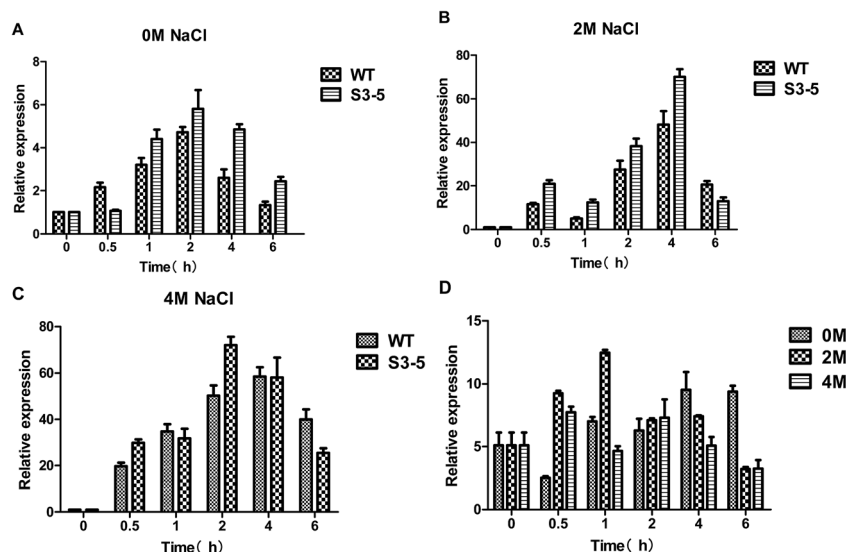 A
0M NaCl
Relative expression
8
6
4
2
0
0 0.5 1 2 4 6
Time( h)
WT
S3-5
B
2M NaCl
Relative expression
80
60
40
20
0
0 0.5 1 2 4 6
Time( h)
WT
S3-5
C
4M NaCl
Relative expression
80
60
40
20
0
0 0.5 1 2 4 6
Time( h)
WT
S3-5
D
Relative expression
15
10
5
0
0 0.5 1 2 4 6
Time( h)
0M
2M
4M